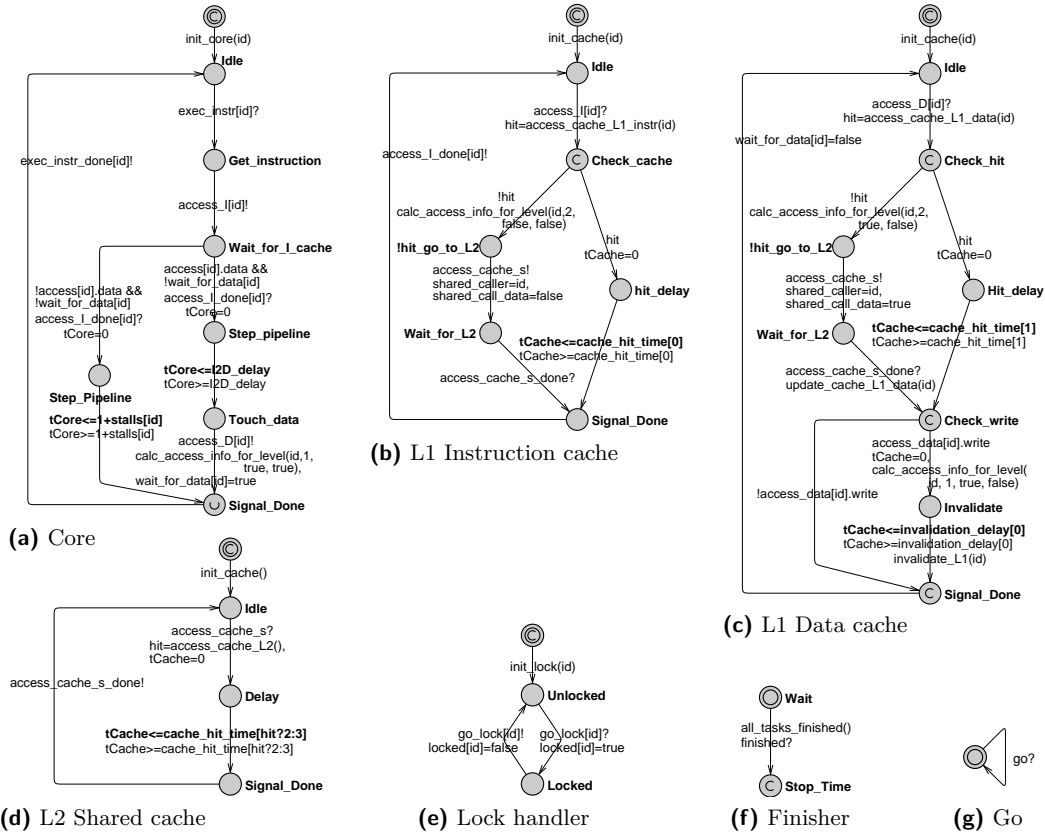 C
init_core(id)
Idle
exec_instr[id]?
exec_instr_done[id]!
Get_instruction
access_I[id]!
Wait_for_I_cache
access[id].data &&
!wait_for_data[id]
access_I_done[id]?
tCore=0
!access[id].data &&
!wait_for_data[id]
access_I_done[id]?
tCore=0
Step_pipeline
tCore<=I2D_delay
tCore>=I2D_delay
Step_Pipeline
tCore<=1+stalls[id]
tCore>=1+stalls[id]
Touch_data
access_D[id]!
calc_access_info_for_level(id,1,
true, true),
wait_for_data[id]=true
Signal_Done
(a) Core
C
init_cache(id)
Idle
access_I[id]?
hit=access_cache_L1_instr(id)
access_I_done[id]!
C
Check_cache
!hit
calc_access_info_for_level(id,2,
false, false)
hit
tCache=0
!hit_go_to_L2
access_cache_s!
shared_caller=id,
shared_call_data=false
hit_delay
Wait_for_L2
tCache<=cache_hit_time[0]
tCache>=cache_hit_time[0]
access_cache_s_done?
Signal_Done
(b) L1 Instruction cache
C
init_cache(id)
Idle
access_D[id]?
hit=access_cache_L1_data(id)
wait_for_data[id]=false
C
Check_hit
!hit
calc_access_info_for_level(id,2,
true, false)
hit
tCache=0
!hit_go_to_L2
access_cache_s!
shared_caller=id,
shared_call_data=true
Hit_delay
Wait_for_L2
tCache<=cache_hit_time[1]
tCache>=cache_hit_time[1]
access_cache_s_done?
update_cache_L1_data(id)
C
Check_write
access_data[id].write
tCache=0,
calc_access_info_for_level(
id, 1, true, false)
!access_data[id].write
Invalidate
tCache<=invalidation_delay[0]
tCache>=invalidation_delay[0]
invalidate_L1(id)
C
Signal_Done
(c) L1 Data cache
C
init_cache()
Idle
access_cache_s?
hit=access_cache_L2(),
tCache=0
access_cache_s_done!
Delay
tCache<=cache_hit_time[hit?2:3]
tCache>=cache_hit_time[hit?2:3]
Signal_Done
(d) L2 Shared cache
C
init_lock(id)
Unlocked
go_lock[id]!
locked[id]=false
go_lock[id]?
locked[id]=true
Locked
(e) Lock handler
Wait
all_tasks_finished()
finished?
C
Stop_Time
(f) Finisher
go?
(g) Go